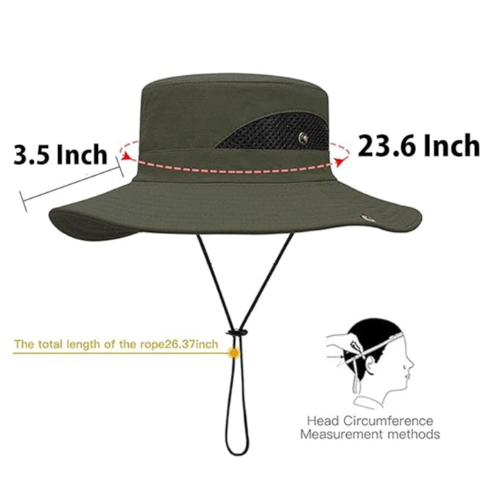 3.5 Inch
23.6 Inch
The total length of the rope26.37inch
Head Circumference
Measurement methods